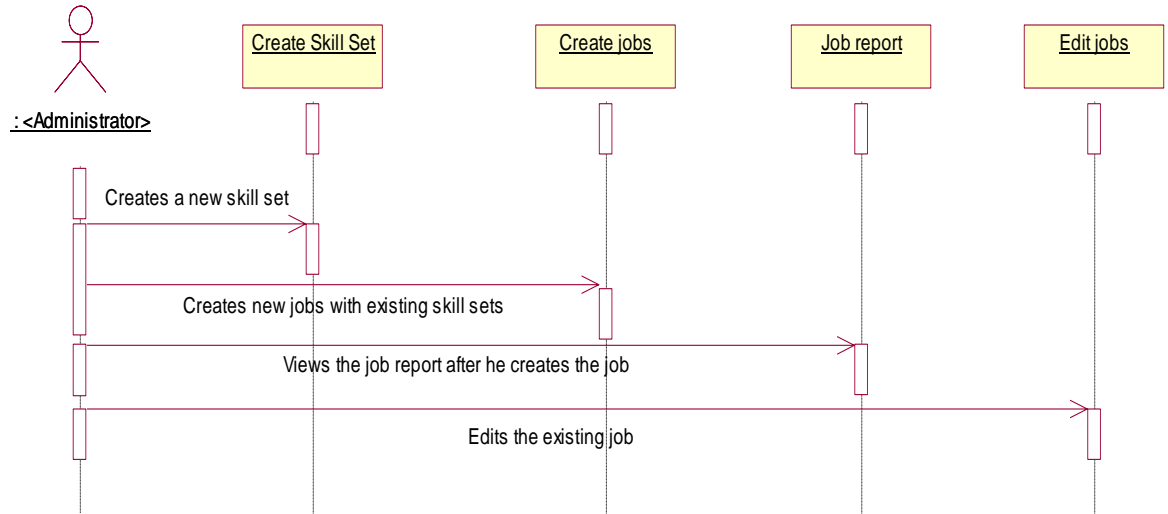 Create Skill Set
Create jobs
Job report
Edit jobs
: <Administrator>
Creates a new skill set
Creates new jobs with existing skill sets
Views the job report after he creates the job
Edits the existing job